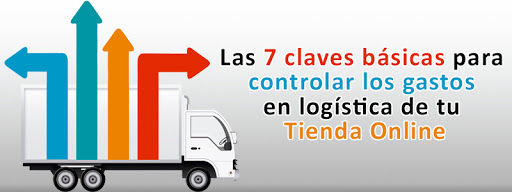 Las 7 claves básicas para
controlar los gastos
en logística de tu
Tienda Online